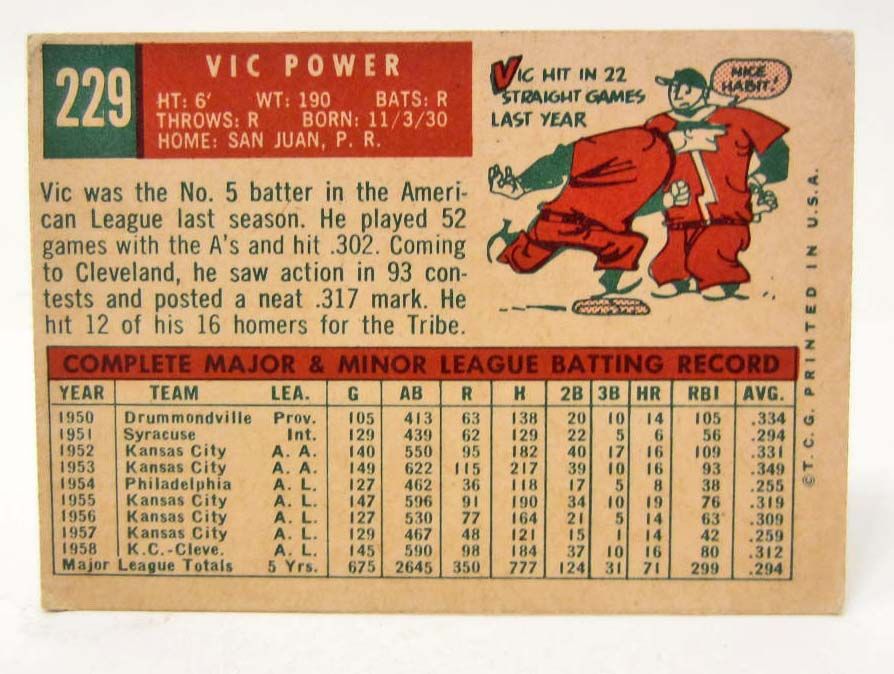 229
VIC POWER
HT: 6' WT: 190 BATS: R
THROWS: R BORN: 11/3/30
HOME: SAN JUAN, P. R.
VIC HIT IN 22
STRAIGHT GAMES
LAST YEAR
NICE
HABIT!
Vic was the No. 5 batter in the Ameri-
can League last season. He played 52
games with the A's and hit .302. Coming
to Cleveland, he saw action in 93 con-
tests and posted a neat .317 mark. He
hit 12 of his 16 homers for the Tribe.
COMPLETE MAJOR & MINOR LEAGUE BATTING RECORD
YEAR TEAM LEA. G AB R H 2B 3B HR RBI AVG.
1950 Drummondville Prov. 105 413 63 138 20 10 14 105 .334
1951 Syracuse Int. 129 439 62 129 22 5 6 56 .294
1952 Kansas City A. A. 140 550 95 182 40 17 16 109 .331
1953 Kansas City A. A. 149 622 115 217 39 10 16 93 .349
1954 Philadelphia A. L. 127 462 36 118 17 5 8 38 .255
1955 Kansas City A. L. 147 596 91 190 34 10 19 76 .319
1956 Kansas City A. L. 127 530 77 164 21 5 14 63 .309
1957 Kansas City A. L. 129 467 48 121 15 1 14 42 .259
1958 K.C.-Cleve. A. L. 145 590 98 184 37 10 16 80 .312
Major League Totals 5 Yrs. 675 2645 350 777 124 31 71 299 .294
© T. C. G. PRINTED IN U.S.A.